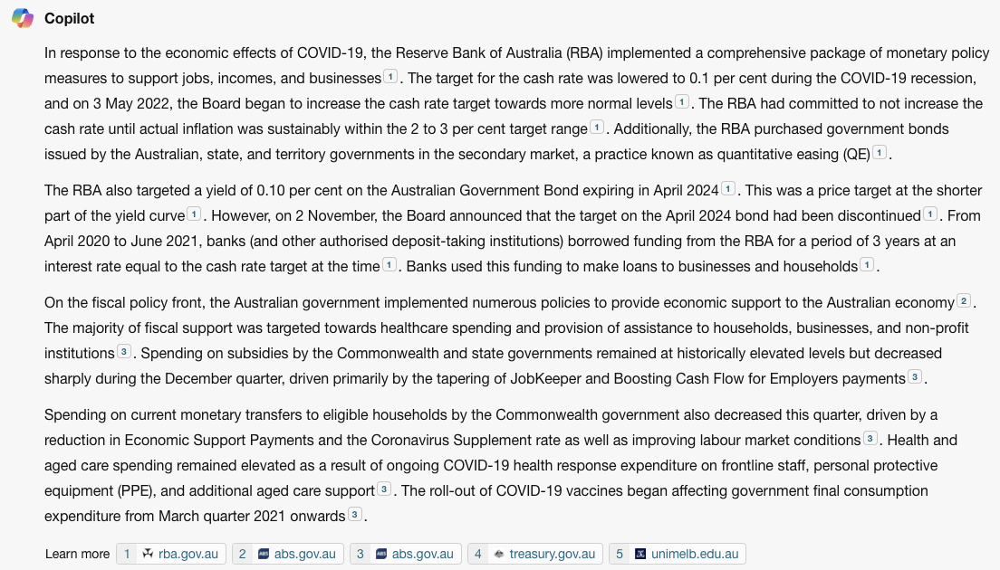 Copilot
In response to the economic effects of COVID-19, the Reserve Bank of Australia (RBA) implemented a comprehensive package of monetary policy
measures to support jobs, incomes, and businesses 1 . The target for the cash rate was lowered to 0.1 per cent during the COVID-19 recession,
and on 3 May 2022, the Board began to increase the cash rate target towards more normal levels 1 . The RBA had committed to not increase the
cash rate until actual inflation was sustainably within the 2 to 3 per cent target range 1 . Additionally, the RBA purchased government bonds
issued by the Australian, state, and territory governments in the secondary market, a practice known as quantitative easing (QE) 1 .
The RBA also targeted a yield of 0.10 per cent on the Australian Government Bond expiring in April 2024 1 . This was a price target at the shorter
part of the yield curve 1 . However, on 2 November, the Board announced that the target on the April 2024 bond had been discontinued 1 . From
April 2020 to June 2021, banks (and other authorised deposit-taking institutions) borrowed funding from the RBA for a period of 3 years at an
interest rate equal to the cash rate target at the time 1 . Banks used this funding to make loans to businesses and households 1 .
On the fiscal policy front, the Australian government implemented numerous policies to provide economic support to the Australian economy 2 .
The majority of fiscal support was targeted towards healthcare spending and provision of assistance to households, businesses, and non-profit
institutions 3 . Spending on subsidies by the Commonwealth and state governments remained at historically elevated levels but decreased
sharply during the December quarter, driven primarily by the tapering of JobKeeper and Boosting Cash Flow for Employers payments 3 .
Spending on current monetary transfers to eligible households by the Commonwealth government also decreased this quarter, driven by a
reduction in Economic Support Payments and the Coronavirus Supplement rate as well as improving labour market conditions 3 . Health and
aged care spending remained elevated as a result of ongoing COVID-19 health response expenditure on frontline staff, personal protective
equipment (PPE), and additional aged care support 3 . The roll-out of COVID-19 vaccines began affecting government final consumption
expenditure from March quarter 2021 onwards 3 .
Learn more 1 rba.gov.au 2 ABS abs.gov.au 3 ABS abs.gov.au 4 treasury.gov.au 5 unimelb.edu.au